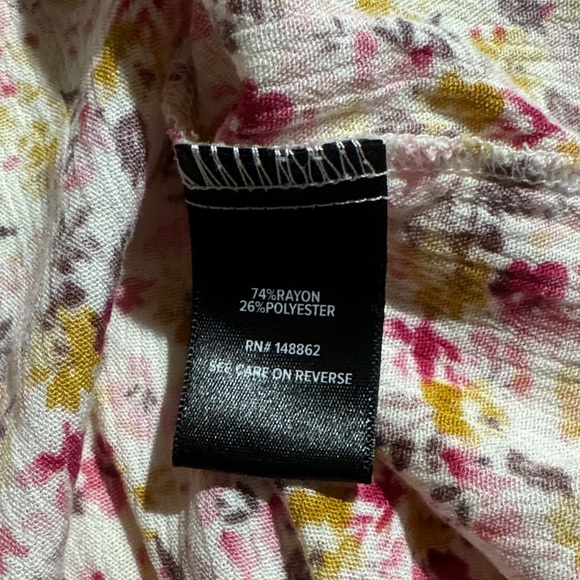 74%RAYON
26%POLYESTER
RN# 148862
SEE CARE ON REVERSE